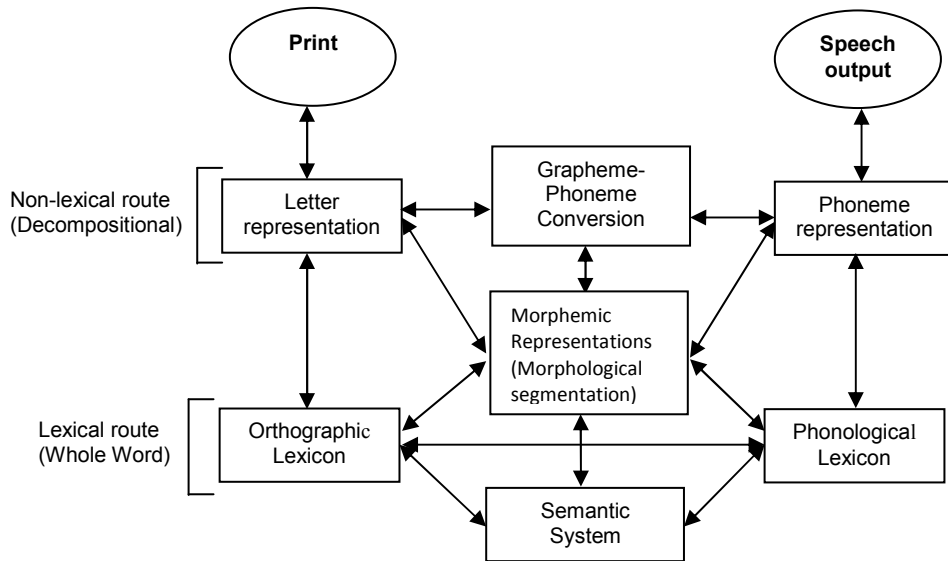 Print
Speech
output
Non-lexical route
(Decompositional)
Letter
representation
Grapheme-
Phoneme
Conversion
Phoneme
representation
Morphemic
Representations
(Morphological
segmentation)
Lexical route
(Whole Word)
Orthographic
Lexicon
Phonological
Lexicon
Semantic
System